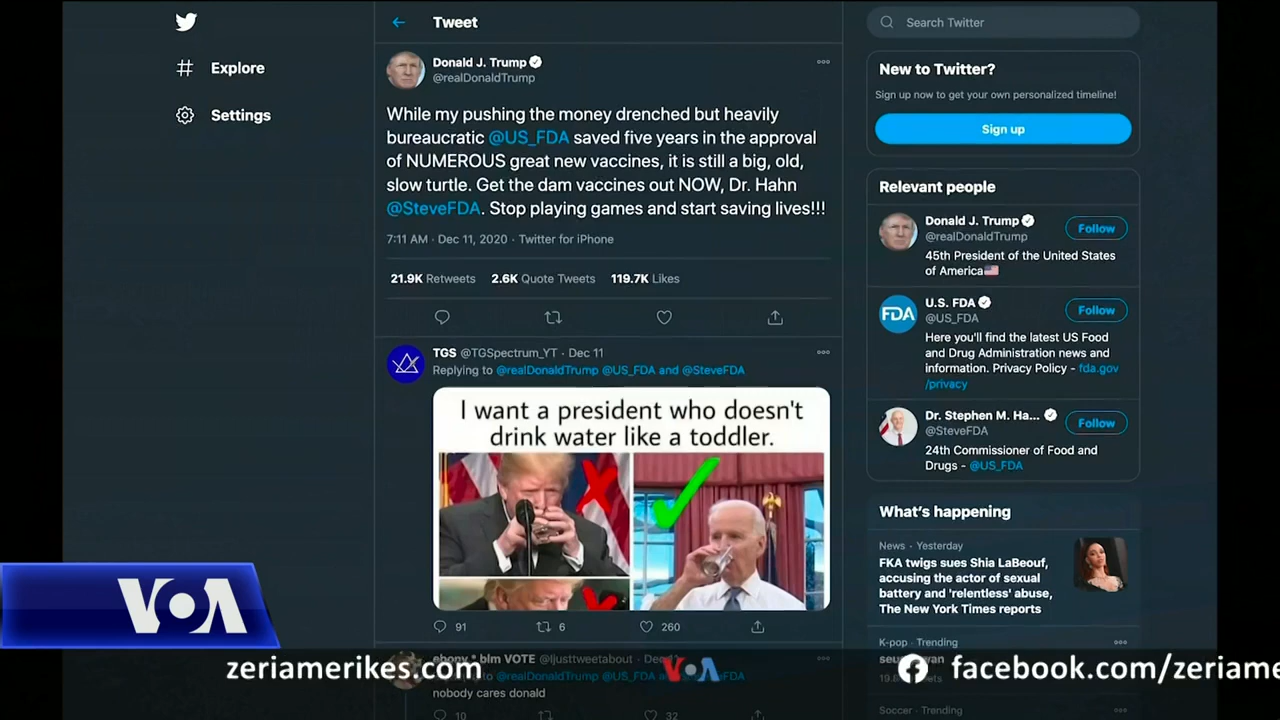 Tweet
Search Twitter
Explore
Settings
Donald J. Trump
@realDonaldTrump
While my pushing the money drenched but heavily
bureaucratic @US_FDA saved five years in the approval
of NUMEROUS great new vaccines, it is still a big, old,
slow turtle. Get the dam vaccines out NOW, Dr. Hahn
@SteveFDA. Stop playing games and start saving lives!!!
7:11 AM · Dec 11, 2020 · Twitter for iPhone
21.9K Retweets 2.6K Quote Tweets 119.7K Likes
TGS @TGSpectrum_YT · Dec 11
Replying to @realDonaldTrump @US_FDA and @SteveFDA
I want a president who doesn't
drink water like a toddler.
91 6 260
ebony * blm VOTE @ljusttweetabout
@realDonaldTrump @US_FDA
nobody cares donald
10 32
New to Twitter?
Sign up now to get your own personalized timeline!
Sign up
Relevant people
Donald J. Trump
@realDonaldTrump
Follow
45th President of the United States
of America
U.S. FDA
@US_FDA
Follow
FDA
Here you'll find the latest US Food
and Drug Administration news and
information. Privacy Policy - fda.gov
/privacy
Dr. Stephen M. Ha...
@SteveFDA
Follow
24th Commissioner of Food and
Drugs - @US_FDA
What's happening
News · Yesterday
FKA twigs sues Shia LaBeouf,
accusing the actor of sexual
battery and 'relentless' abuse,
The New York Times reports
K-pop · Trending
Soccer · Trending
VOA
zeriamerikes.com
VOA
facebook.com/zeriame